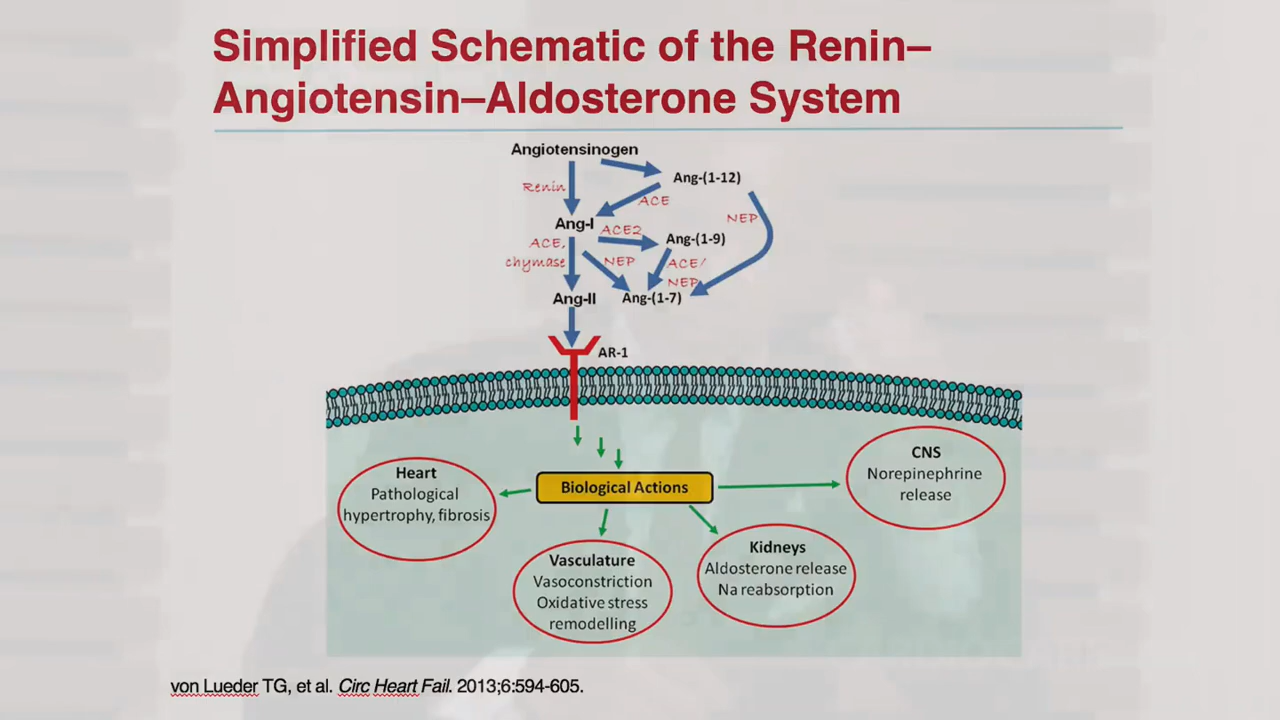 Simplified Schematic of the Renin–
Angiotensin–Aldosterone System
Angiotensinogen
Ang-(1-12)
Renin
ACE
NEP
Ang-I
ACE2
Ang-(1-9)
ACE,
chymase
NEP
ACE/
NEP
Ang-II
Ang-(1-7)
AR-1
CNS
Norepinephrine
release
Heart
Pathological
hypertrophy, fibrosis
Biological Actions
Vasculature
Vasoconstriction
Oxidative stress
remodelling
Kidneys
Aldosterone release
Na reabsorption
von Lueder TG, et al. Circ Heart Fail. 2013;6:594-605.